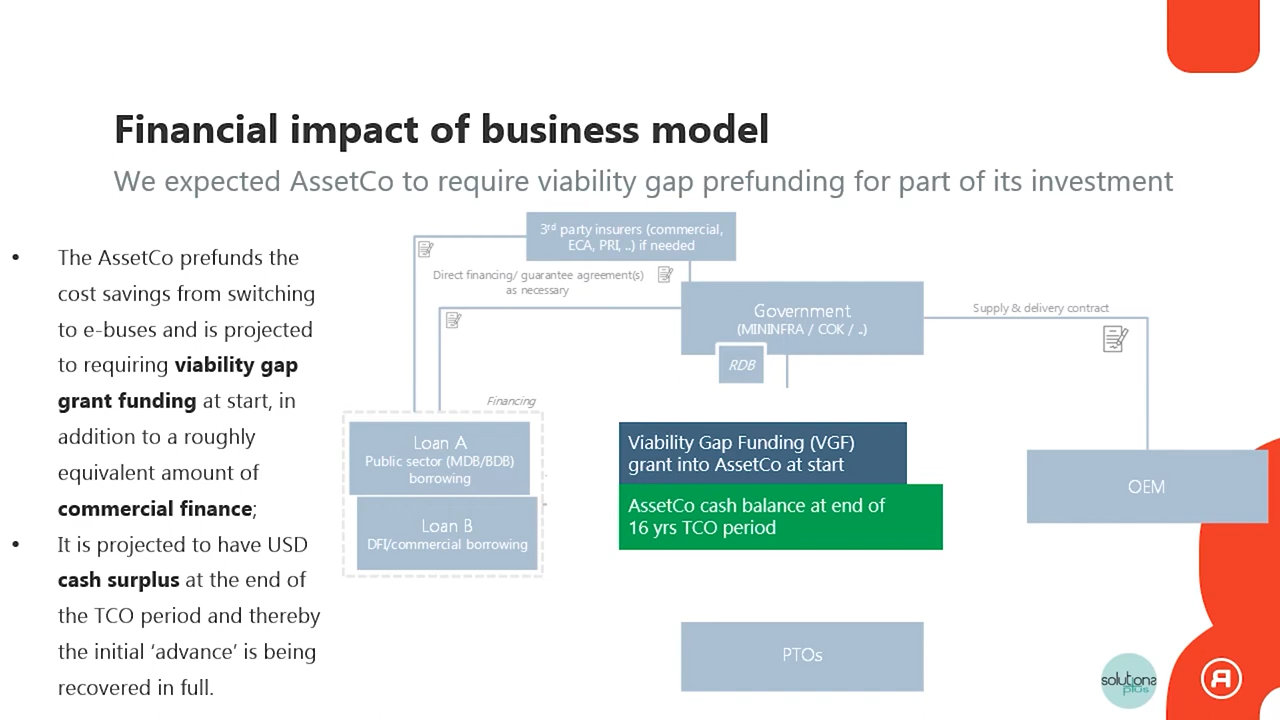 Financial impact of business model
We expected AssetCo to require viability gap prefunding for part of its investment
• The AssetCo prefunds the
cost savings from switching
to e-buses and is projected
to requiring viability gap
grant funding at start, in
addition to a roughly
equivalent amount of
commercial finance;
• It is projected to have USD
cash surplus at the end of
the TCO period and thereby
the initial ‘advance’ is being
recovered in full.
3rd party insurers (commercial,
ECA, PRI, ..) if needed
Direct financing/ guarantee agreement(s)
as necessary
Government
(MININFRA / COK / ..)
RDB
Supply & delivery contract
Financing
Loan A
Public sector (MDB/BDB)
borrowing
Loan B
DFI/commercial borrowing
Viability Gap Funding (VGF)
grant into AssetCo at start
AssetCo cash balance at end of
16 yrs TCO period
OEM
PTOs
solutions
plus